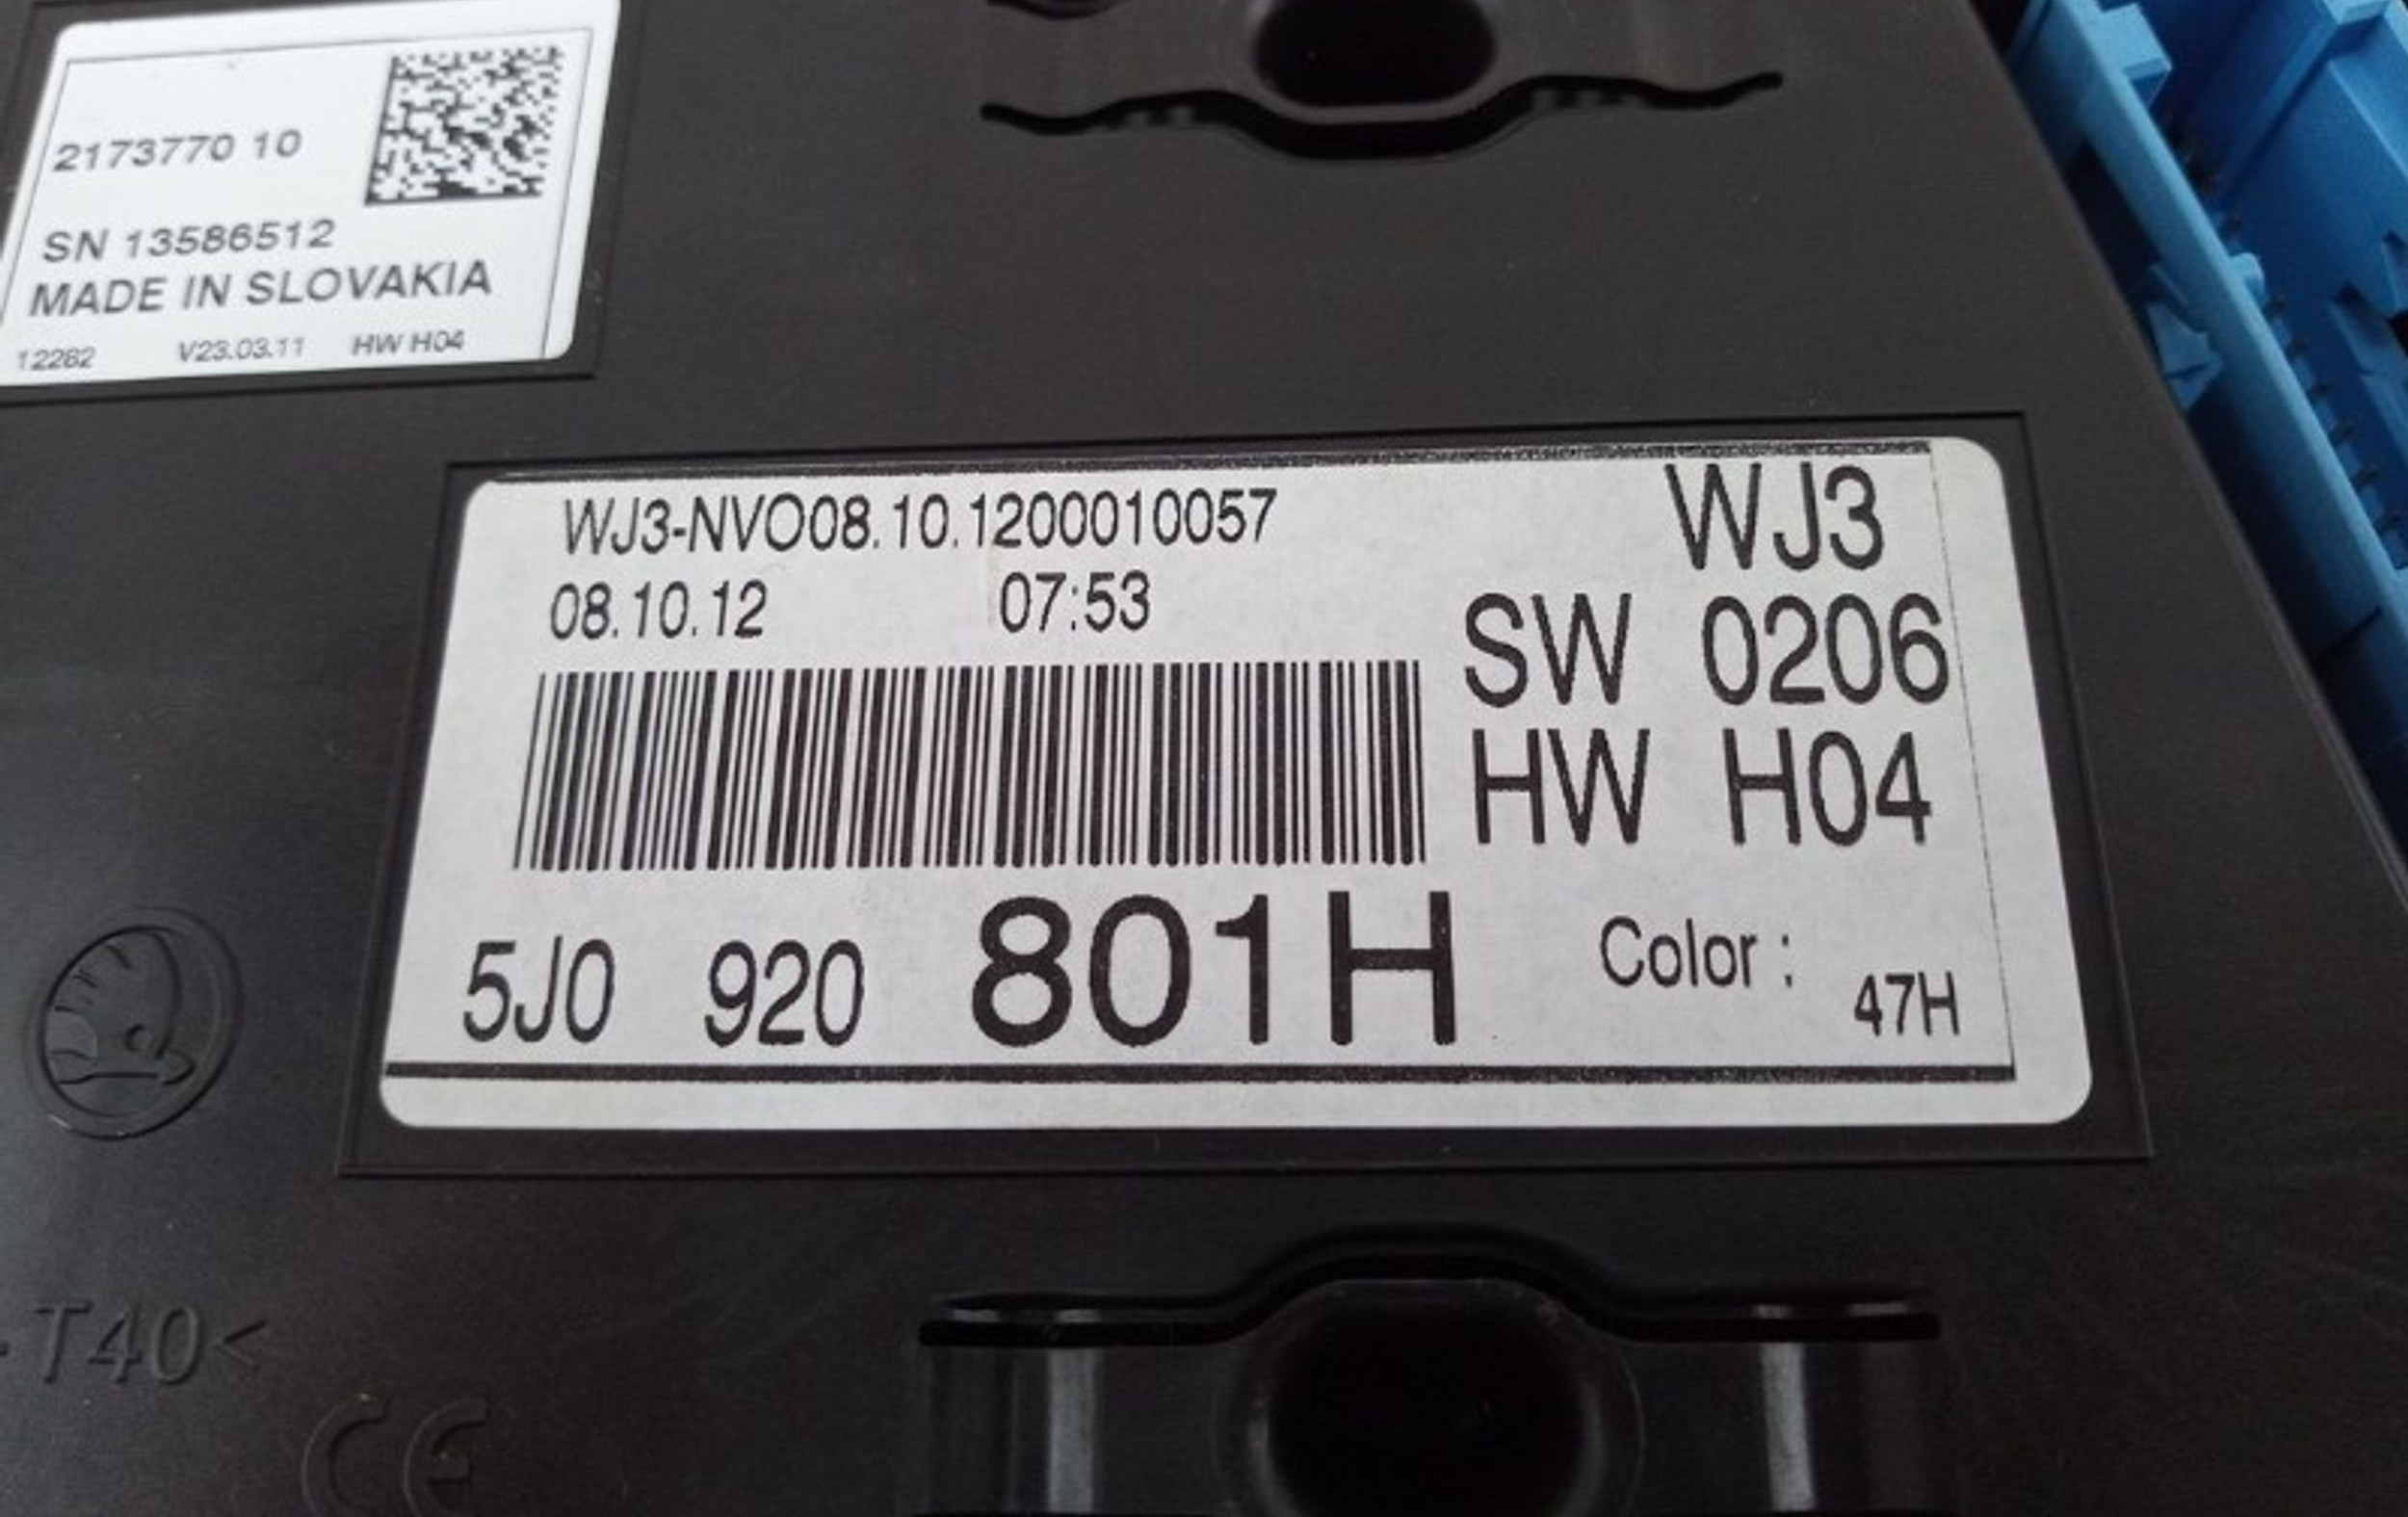 2173770 10
SN 13586512
MADE IN SLOVAKIA
12262 V23.03.11 HW H04
WJ3-NVO08.10.1200010057 WJ3
08.10.12 07:53
SW 0206
HW H04
5J0 920 801H Color : 47H
-T40<
CE